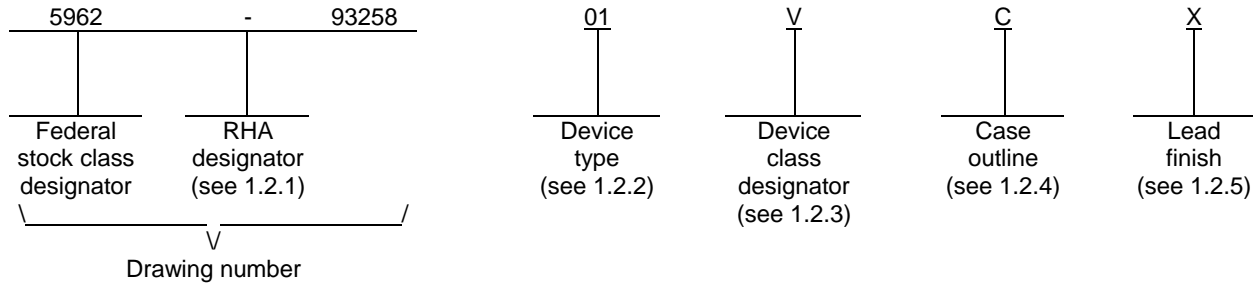 5962 - 93258 01 V C X
Federal stock class designator
RHA designator (see 1.2.1)
Device type (see 1.2.2)
Device class designator (see 1.2.3)
Case outline (see 1.2.4)
Lead finish (see 1.2.5)
Drawing number